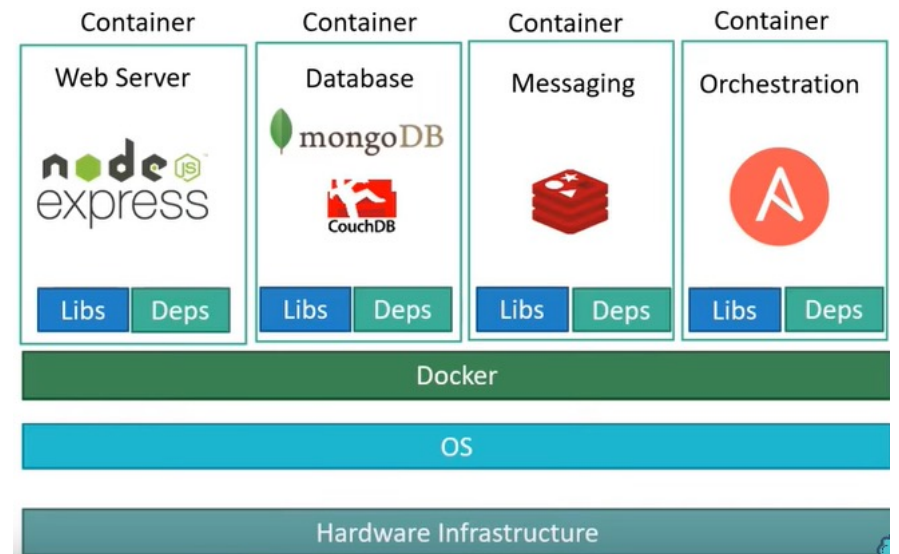 Container
Container
Container
Container
Web Server
Database
Messaging
Orchestration
node JS
express
mongoDB
CouchDB
Libs
Deps
Libs
Deps
Libs
Deps
Libs
Deps
Docker
OS
Hardware Infrastructure